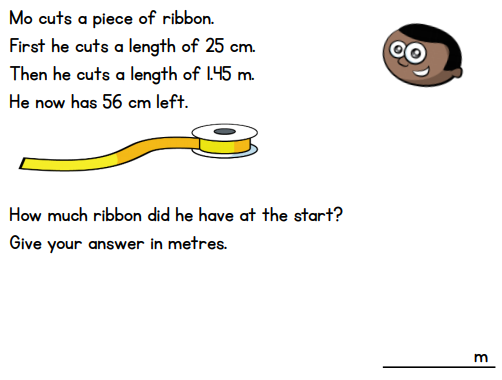 Mo cuts a piece of ribbon.
First he cuts a length of 25 cm.
Then he cuts a length of 1.45 m.
He now has 56 cm left.
How much ribbon did he have at the start?
Give your answer in metres.
m